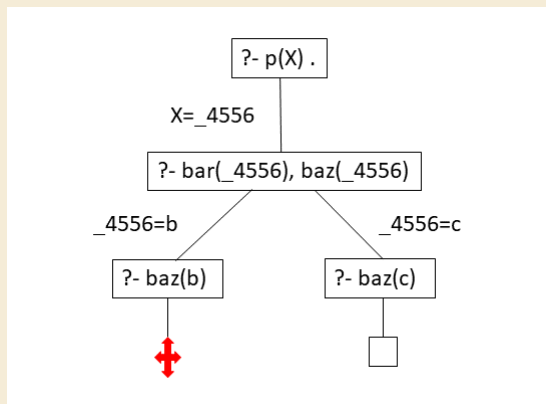 ?- p(X) .
X=_4556
?- bar(_4556), baz(_4556)
_4556=b
_4556=c
?- baz(b)
?- baz(c)